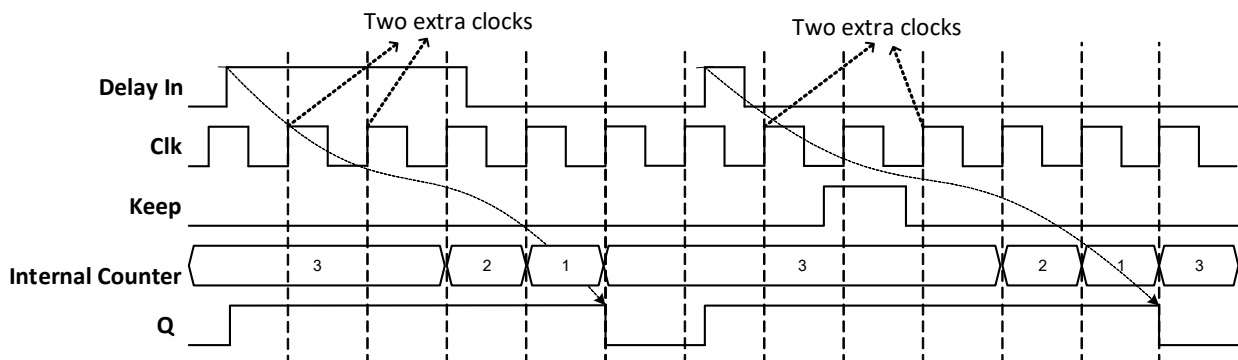 Two extra clocks
Two extra clocks
Delay In
Clk
Keep
Internal Counter
3 2 1 3 2 1 3
Q